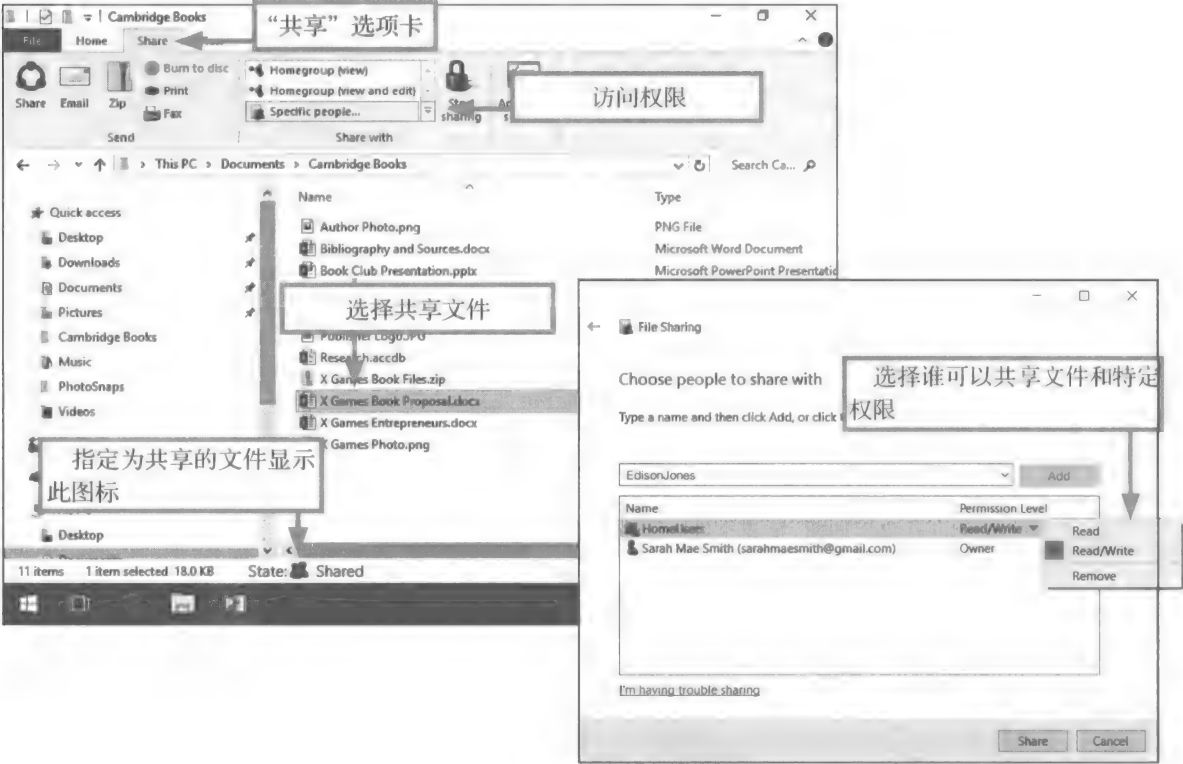 Cambridge Books
“共享”选项卡
File Home Share
Share Email Zip
Burn to disc
Print
Fax
Homegroup (view)
Homegroup (view and edit)
Specific people...
sharing
访问权限
Send Share with
This PC > Documents > Cambridge Books
Search Ca...
Quick access
Desktop
Downloads
Documents
Pictures
Cambridge Books
Music
PhotoSnaps
Videos
Desktop
Name Type
Author Photo.png PNG File
Bibliography and Sources.docx Microsoft Word Document
Book Club Presentation.pptx Microsoft PowerPoint Presentatio
选择共享文件
Publisher Logo.JPG
Research.accdb
X Games Book Files.zip
X Games Book Proposal.docx
X Games Entrepreneurs.docx
X Games Photo.png
指定为共享的文件显示
此图标
11 items 1 item selected 18.0 KB State: Shared
File Sharing
Choose people to share with
Type a name and then click Add, or click
选择谁可以共享文件和特定
权限
EdisonJones Add
Name Permission Level
HomeUsers Read/Write
Sarah Mae Smith (sarahmaesmith@gmail.com) Owner
Read
Read/Write
Remove
I'm having trouble sharing
Share Cancel